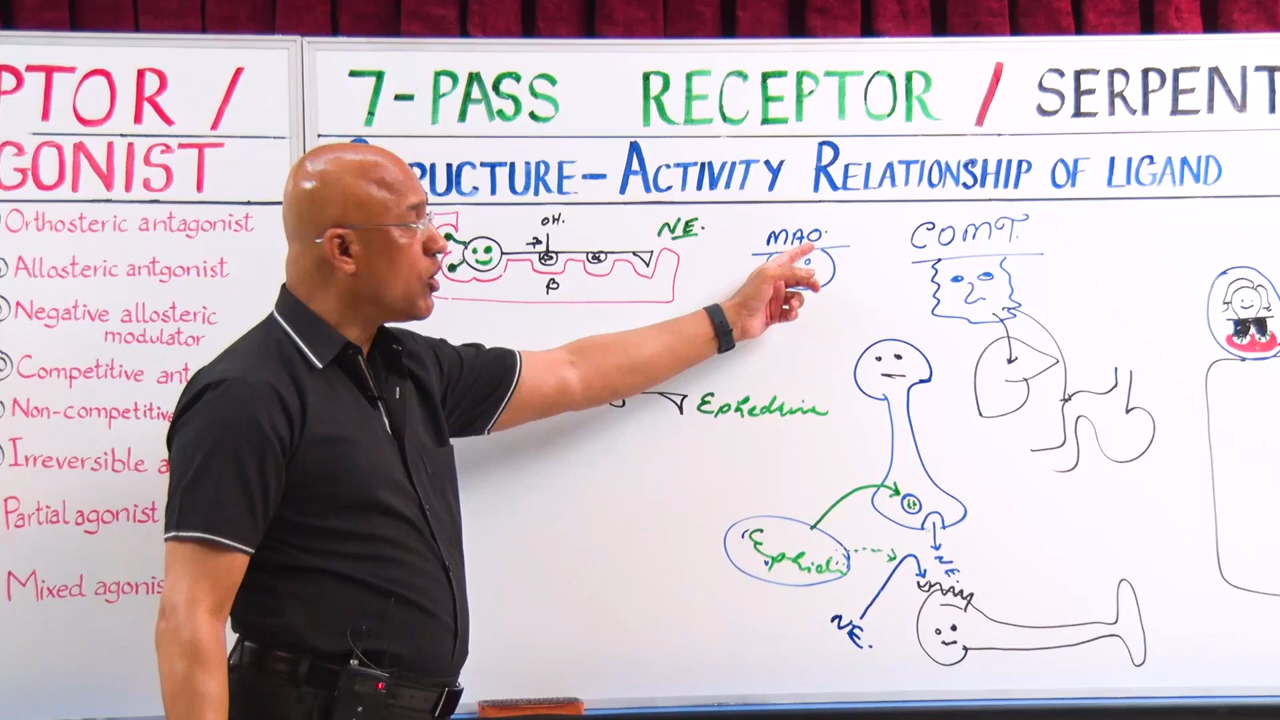 PTOR /
GONIST
Orthosteric antagonist
Allosteric antgonist
Negative allosteric
modulator
Competitive ant
Non-competitive
Irreversible a
Partial agonist
Mixed agonis
7-PASS RECEPTOR / SERPENT
RUCTURE-ACTIVITY RELATIONSHIP OF LIGAND
OH.
NE.
β
α
β
MAO.
COMT.
Ephedrine
NE.
NE.